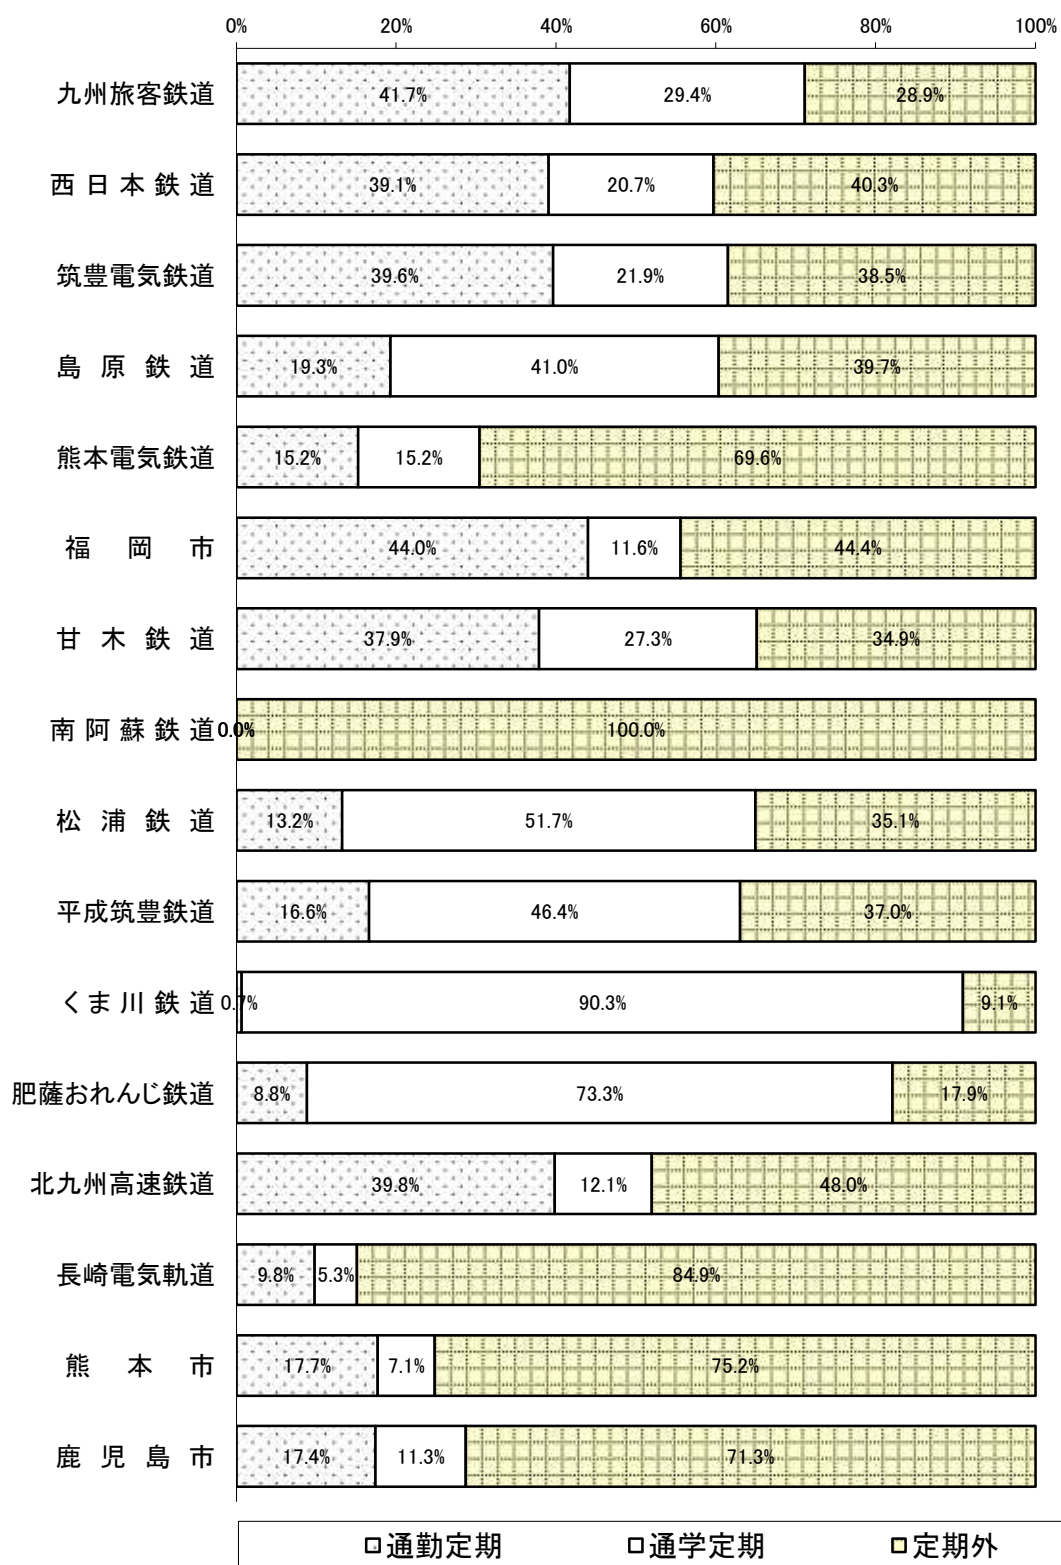 0% 20% 40% 60% 80% 100%
九州旅客鉄道 41.7% 29.4% 28.9%
西日本鉄道 39.1% 20.7% 40.3%
筑豊電気鉄道 39.6% 21.9% 38.5%
島原鉄道 19.3% 41.0% 39.7%
熊本電気鉄道 15.2% 15.2% 69.6%
福岡市 44.0% 11.6% 44.4%
甘木鉄道 37.9% 27.3% 34.9%
南阿蘇鉄道 0.0% 100.0%
松浦鉄道 13.2% 51.7% 35.1%
平成筑豊鉄道 16.6% 46.4% 37.0%
くま川鉄道 0.7% 90.3% 9.1%
肥薩おれんじ鉄道 8.8% 73.3% 17.9%
北九州高速鉄道 39.8% 12.1% 48.0%
長崎電気軌道 9.8% 5.3% 84.9%
熊本市 17.7% 7.1% 75.2%
鹿児島市 17.4% 11.3% 71.3%
通勤定期 通学定期 定期外